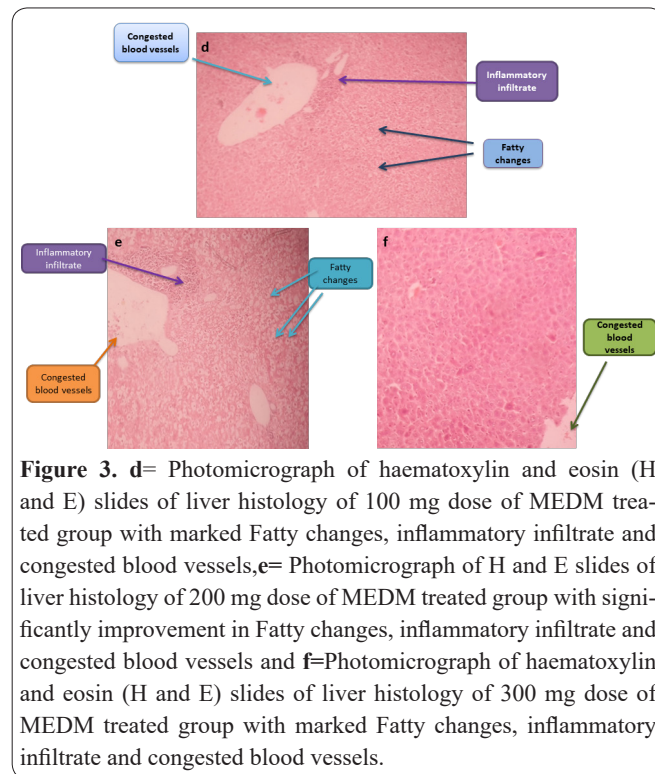 Congested
blood vessels
d
Inflammatory
infiltrate
Fatty
changes
e
Inflammatory
infiltrate
Fatty
changes
Congested
blood vessels
f
Congested
blood
vessels
Figure 3. d= Photomicrograph of haematoxylin and eosin (H
and E) slides of liver histology of 100 mg dose of MEDM trea-
ted group with marked Fatty changes, inflammatory infiltrate and
congested blood vessels,e= Photomicrograph of H and E slides of
liver histology of 200 mg dose of MEDM treated group with signi-
ficantly improvement in Fatty changes, inflammatory infiltrate and
congested blood vessels and f=Photomicrograph of haematoxylin
and eosin (H and E) slides of liver histology of 300 mg dose of
MEDM treated group with marked Fatty changes, inflammatory
infiltrate and congested blood vessels.